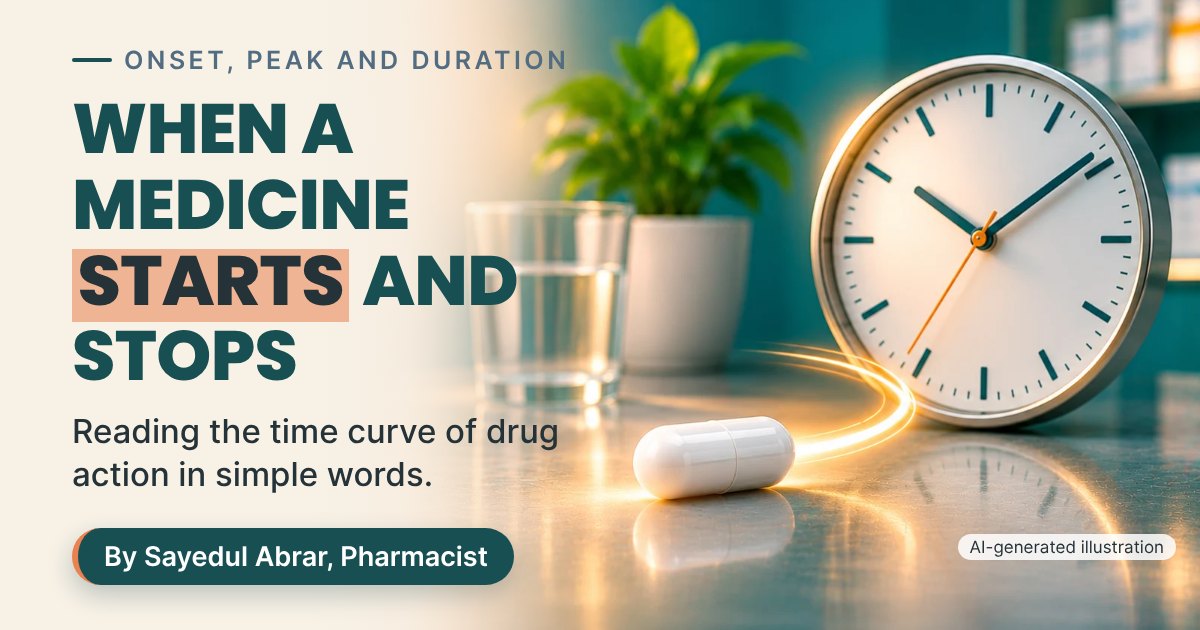 ONSET, PEAK AND DURATION
WHEN A
MEDICINE
STARTS AND
STOPS
Reading the time curve of drug
action in simple words.
By Sayedul Abrar, Pharmacist
AI-generated illustration